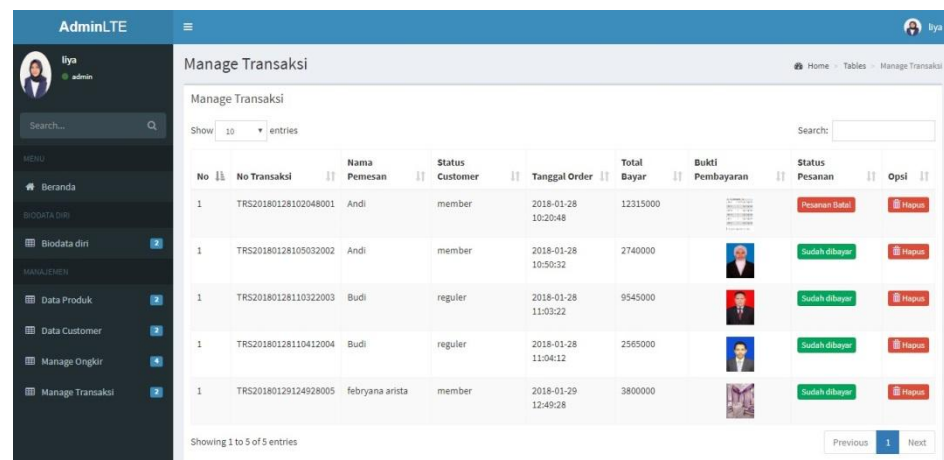 AdminLTE
liya
liya
admin
Search...
MENU
Beranda
BIODATA DIRI
Biodata diri 2
MANAJEMEN
Data Produk 2
Data Customer 2
Manage Ongkir 4
Manage Transaksi 2
Manage Transaksi
Home > Tables > Manage Transaksi
Manage Transaksi
Show 10 entries
Search:
No No Transaksi Nama Pemesan Status Customer Tanggal Order Total Bayar Bukti Pembayaran Status Pesanan Opsi
1 TRS20180128102048001 Andi member 2018-01-28 10:20:48 12315000 Pesanan Batal Hapus
1 TRS20180128105032002 Andi member 2018-01-28 10:50:32 2740000 Sudah dibayar Hapus
1 TRS20180128110322003 Budi reguler 2018-01-28 11:03:22 9545000 Sudah dibayar Hapus
1 TRS20180128110412004 Budi reguler 2018-01-28 11:04:12 2565000 Sudah dibayar Hapus
1 TRS20180129124928005 febryana arista member 2018-01-29 12:49:28 3800000 Sudah dibayar Hapus
Showing 1 to 5 of 5 entries
Previous 1 Next